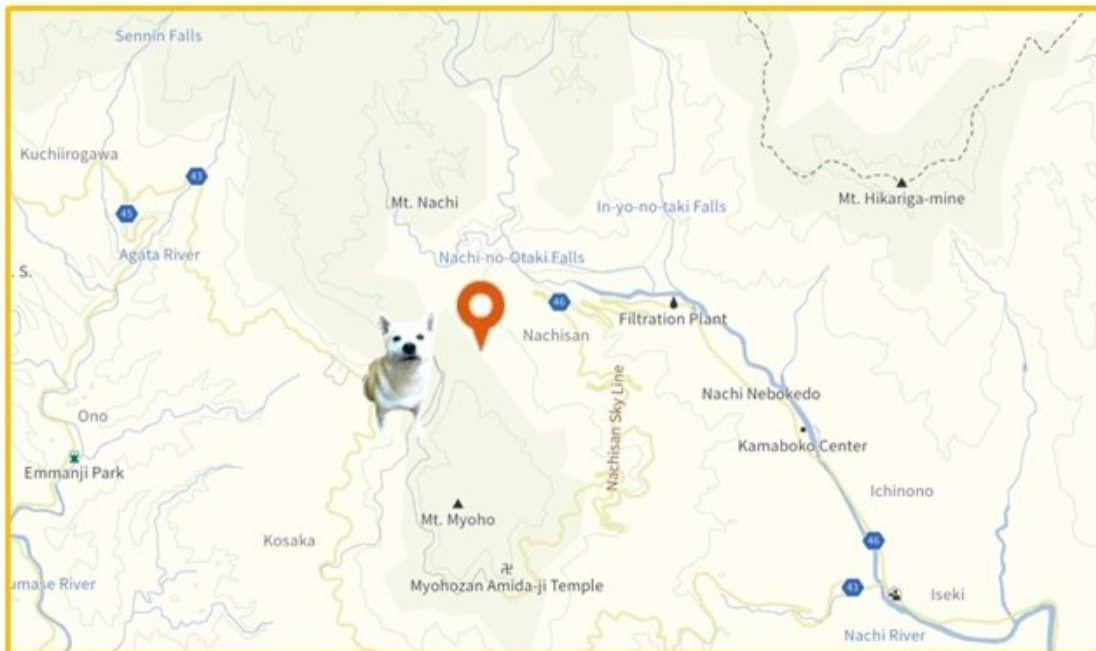 Sennin Falls
Kuchiirogawa
43
45
Mt. Nachi
In-yo-no-taki Falls
Mt. Hikariga-mine
Agata River
Nachi-no-Otaki Falls
. S.
46
Filtration Plant
Nachisan
Nachisan Sky Line
Nachi Nebokedo
Ono
Kamaboko Center
Emmanji Park
Ichinono
Mt. Myoho
Kosaka
46
卍
Myohozan Amida-ji Temple
umase River
43
Iseki
Nachi River